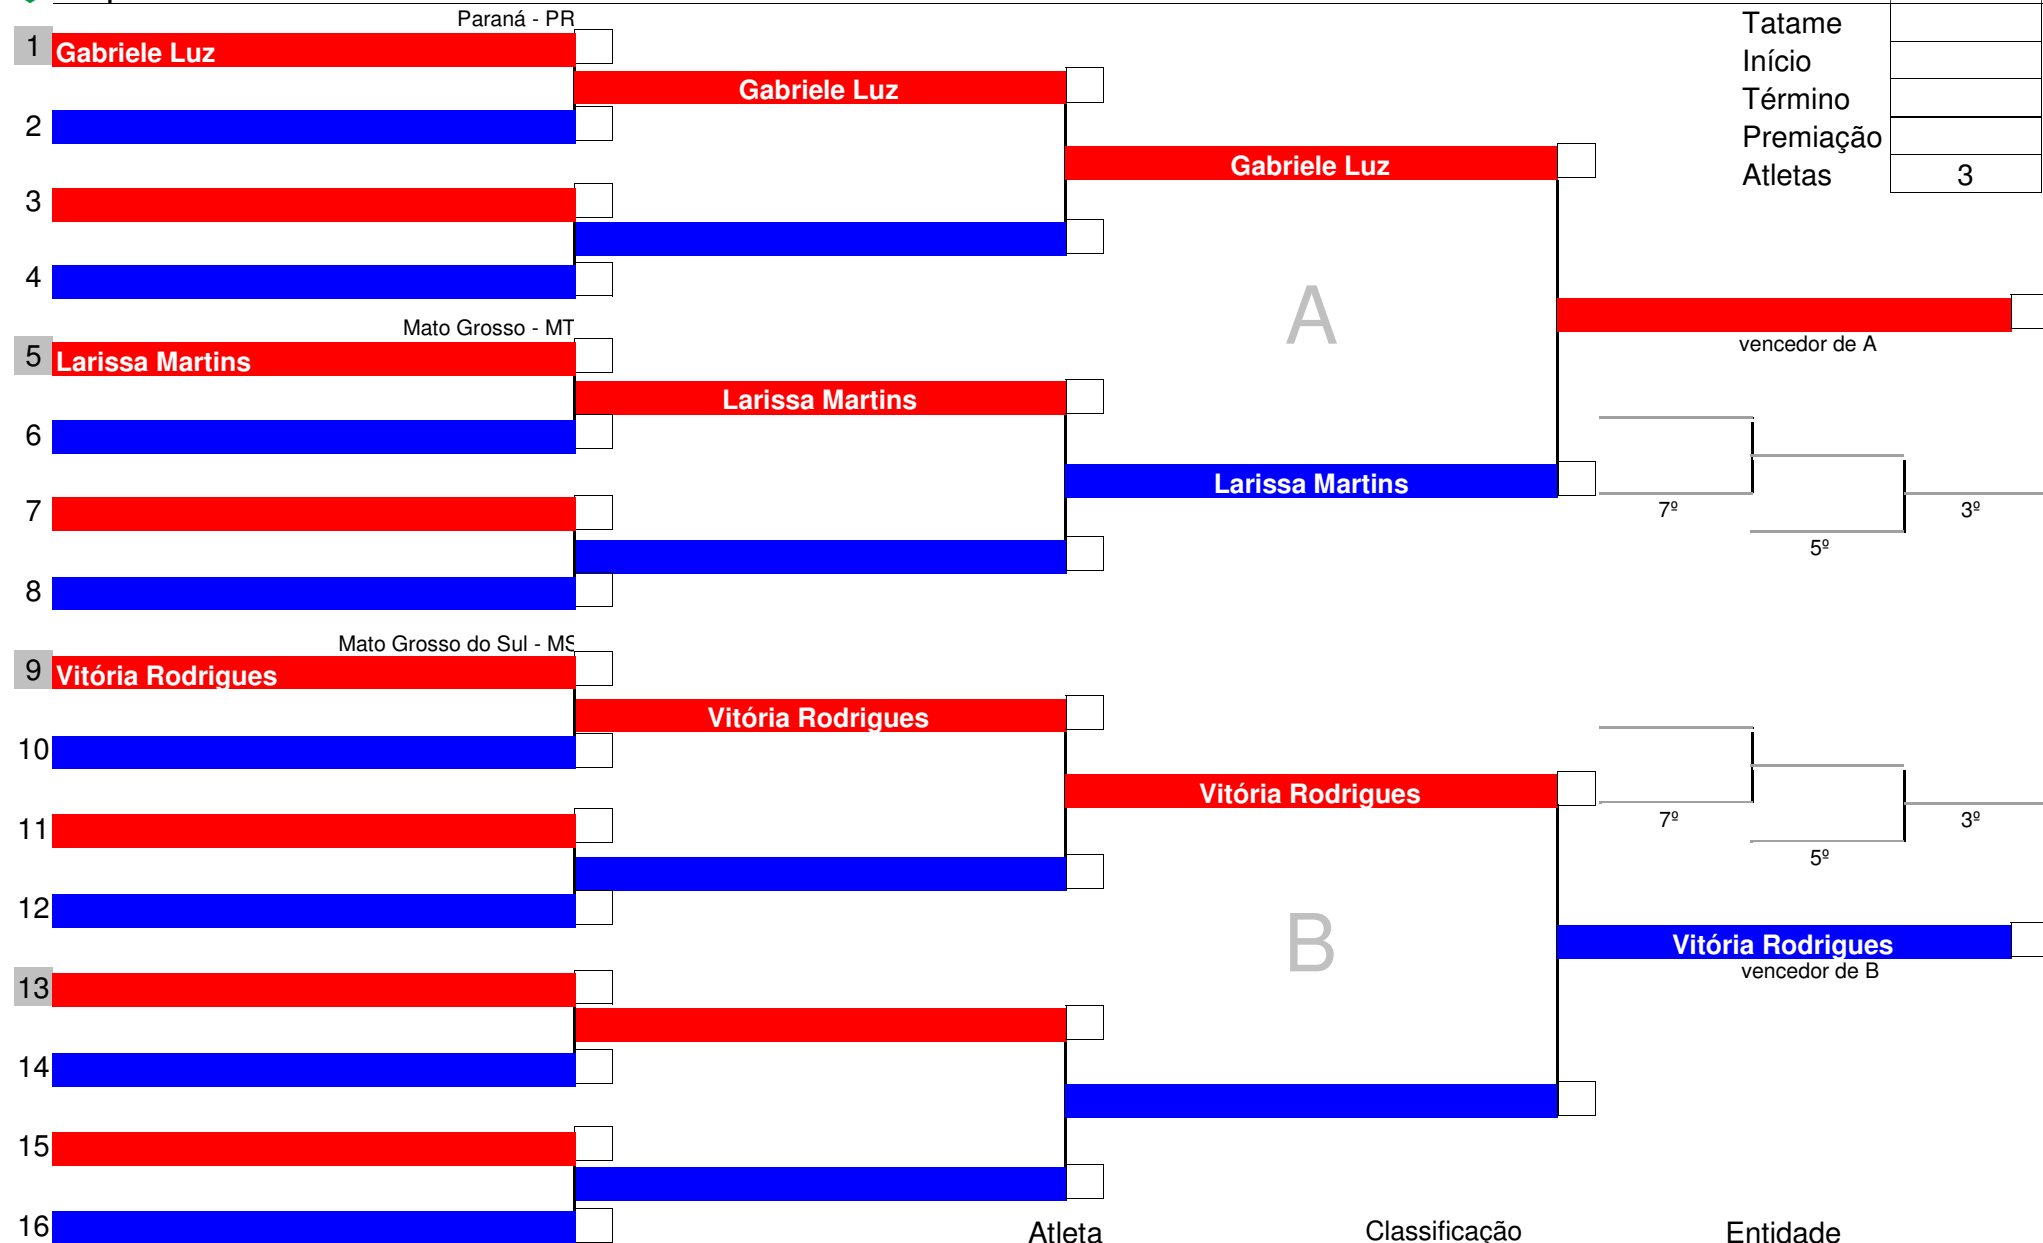 Paraná - PR
Tatame
1 Gabriele Luz
Início
Gabriele Luz
Término
2
Premiação
Gabriele Luz
Atletas 3
3
4
A
Mato Grosso - MT
vencedor de A
5 Larissa Martins
Larissa Martins
6
Larissa Martins
7
7º 3º
5º
8
Mato Grosso do Sul - MS
9 Vitória Rodrigues
Vitória Rodrigues
10
Vitória Rodrigues
11
7º 3º
5º
12
B
Vitória Rodrigues
vencedor de B
13
14
15
16
Atleta Classificação Entidade